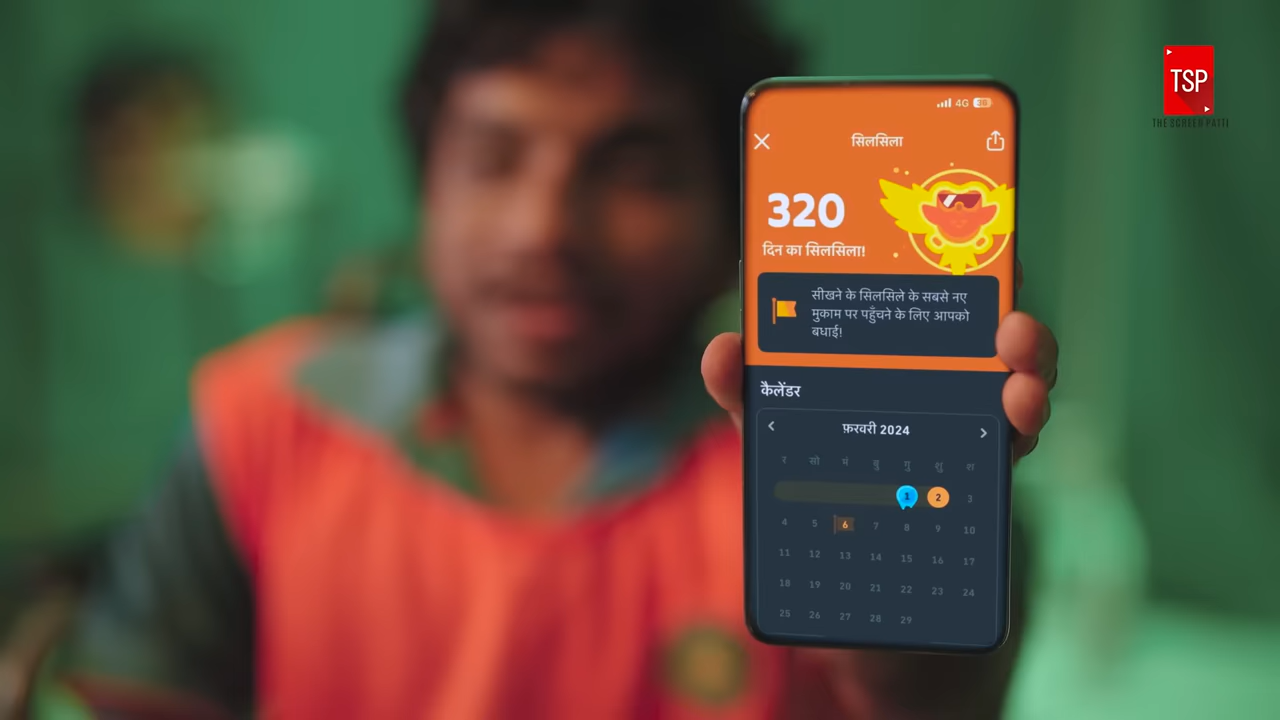 TSP
THE SCREEN PATTI
4G
सिलसिला
320
दिन का सिलसिला!
सीखने के सिलसिले के सबसे नए
मुकाम पर पहुँचने के लिए आपको
बधाई!
कैलेंडर
फ़रवरी 2024
र सो मं बु गु शु श
1 2 3
4 5 6 7 8 9 10
11 12 13 14 15 16 17
18 19 20 21 22 23 24
25 26 27 28 29